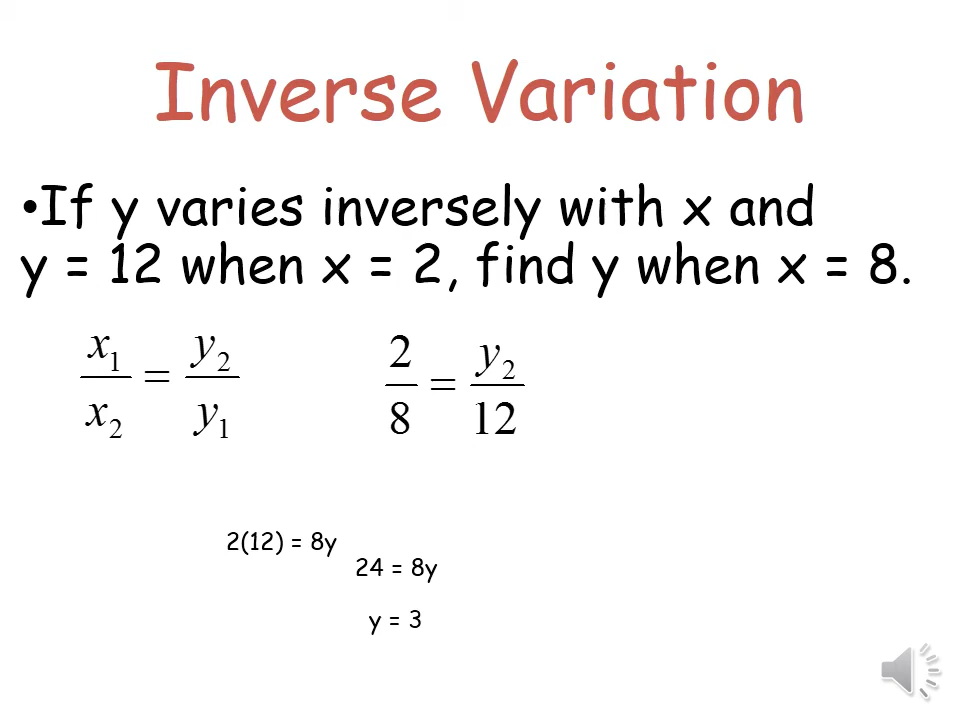 Inverse Variation
•If y varies inversely with x and
y = 12 when x = 2, find y when x = 8.
x₁/x₂ = y₂/y₁   2/8 = y₂/12
2(12) = 8y
24 = 8y
y = 3